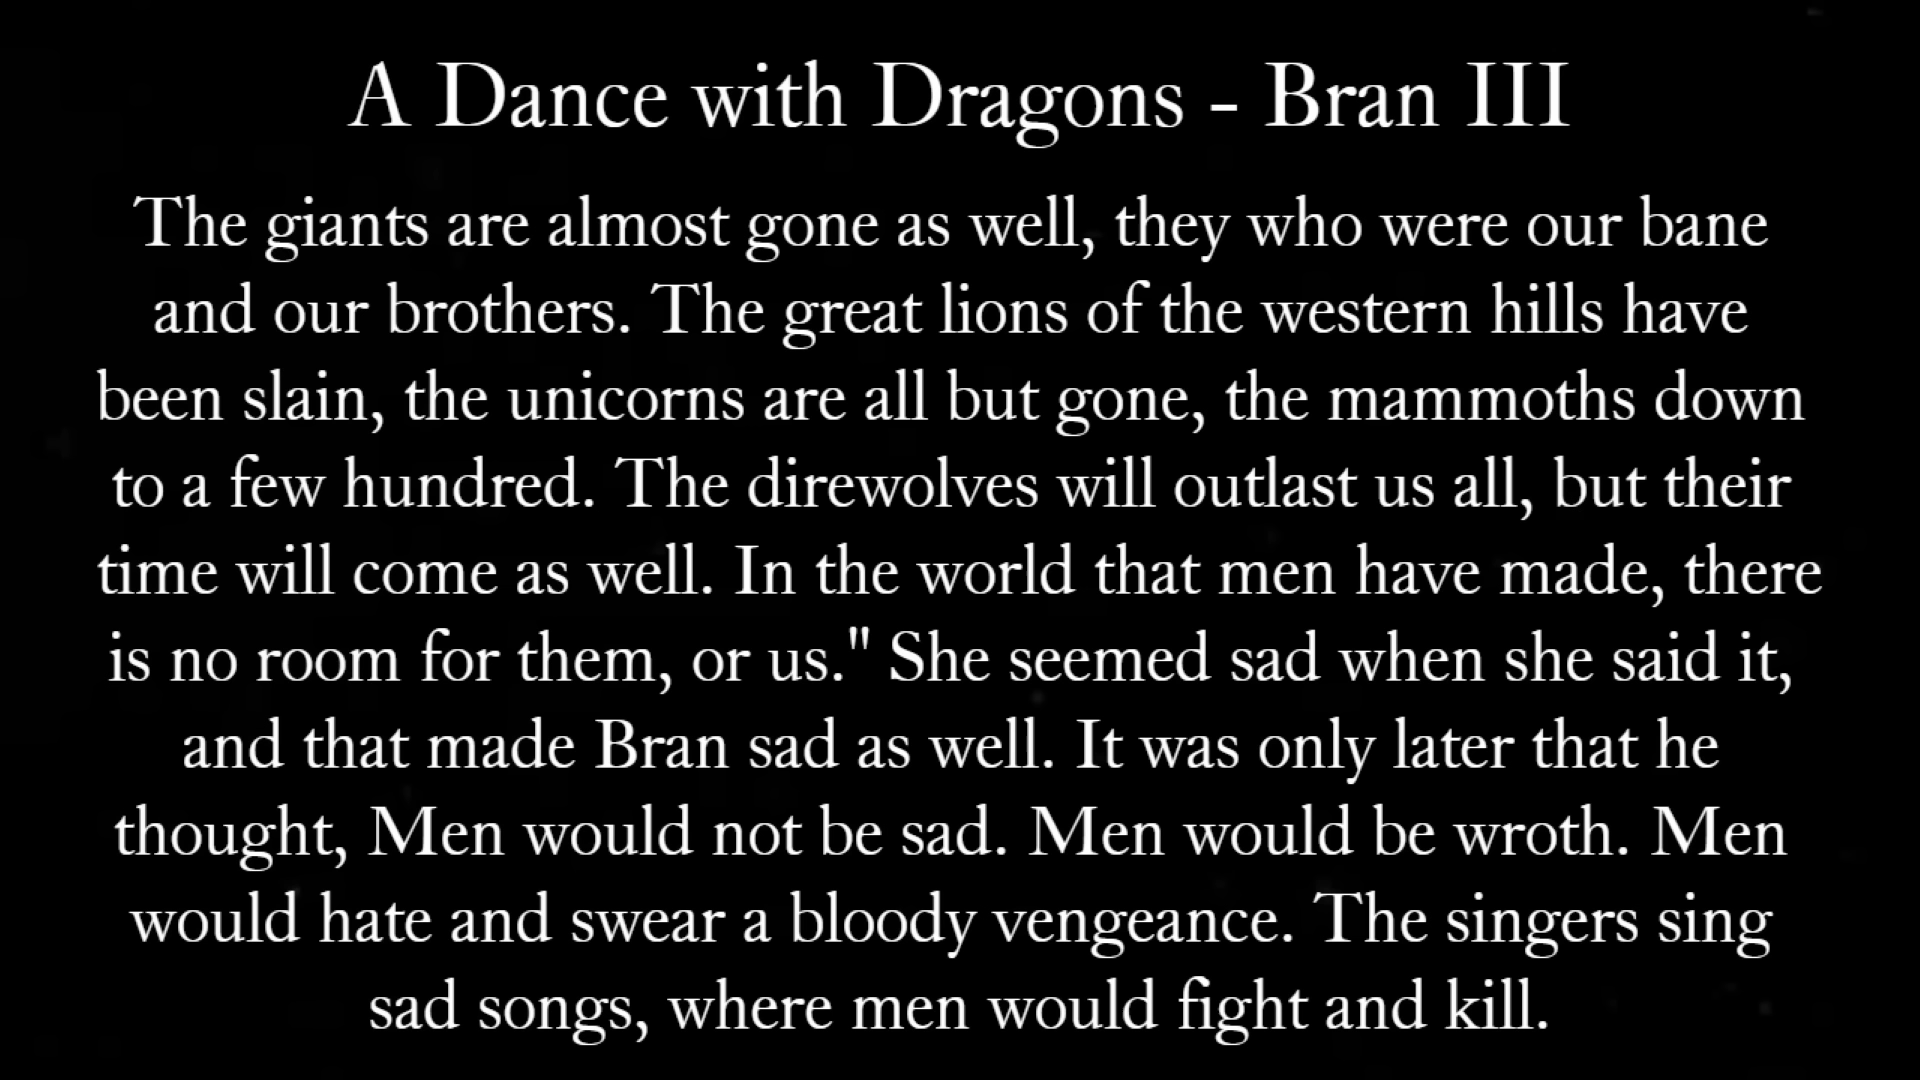 A Dance with Dragons - Bran III
The giants are almost gone as well, they who were our bane
and our brothers. The great lions of the western hills have
been slain, the unicorns are all but gone, the mammoths down
to a few hundred. The direwolves will outlast us all, but their
time will come as well. In the world that men have made, there
is no room for them, or us." She seemed sad when she said it,
and that made Bran sad as well. It was only later that he
thought, Men would not be sad. Men would be wroth. Men
would hate and swear a bloody vengeance. The singers sing
sad songs, where men would fight and kill.